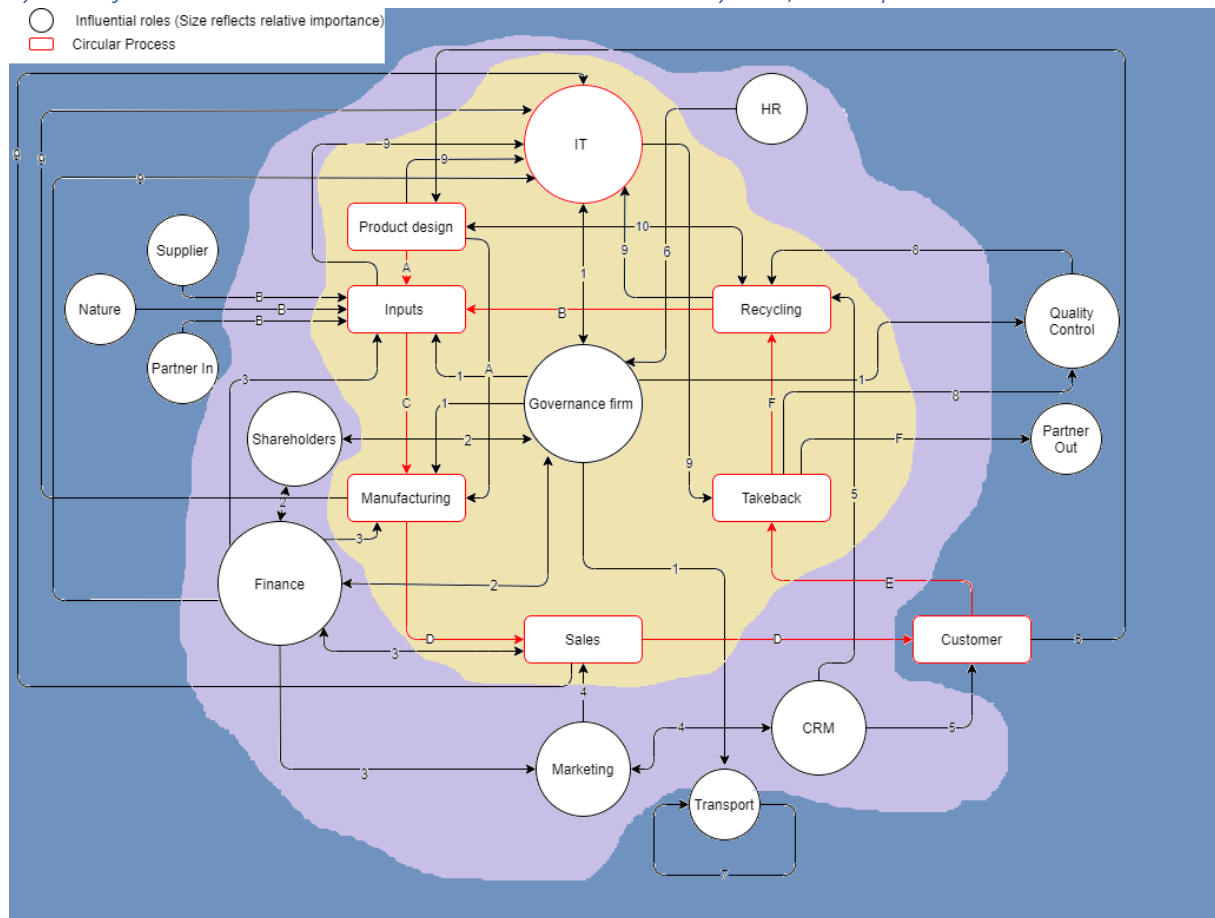 Influential roles (Size reflects relative importance)
Circular Process
9
IT
HR
9
9
9
9
9
Product design
10
6
Supplier
A
9
8
1
Nature
B
B
B
Inputs
B
Recycling
Quality
Control
Partner In
3
1
A
Governance firm
1
C
1
F
8
Shareholders
2
Partner
Out
F
9
Manufacturing
Takeback
5
2
3
Finance
2
1
E
D
Sales
D
Customer
5
3
4
4
CRM
5
3
Marketing
Transport
7